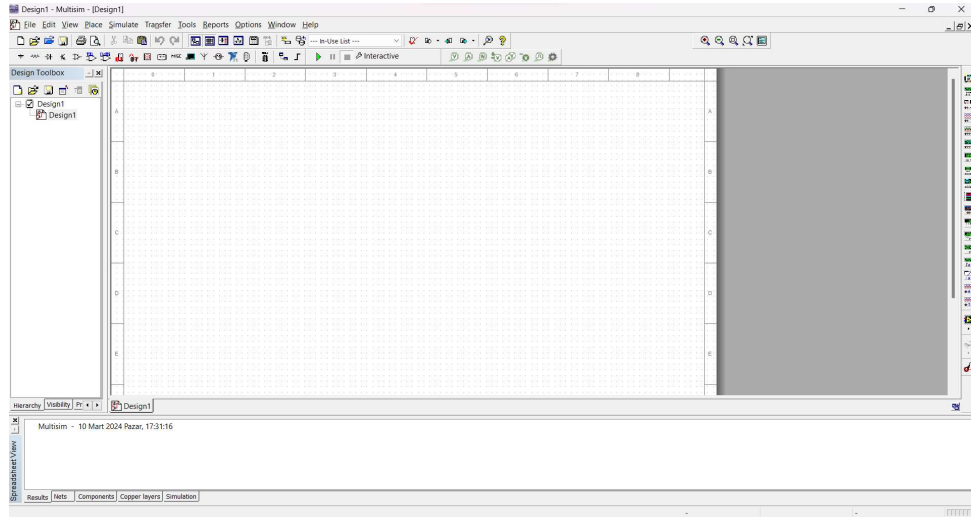 Design1 - Multisim - [Design1]
File Edit View Place Simulate Transfer Tools Reports Options Window Help
--- In-Use List ---
MISC Interactive
Design Toolbox
0 1 2 3 4 5 6 7 8
Design1
Design1
A A
B B
C C
D D
E E
Hierarchy Visibility Pr
Design1
Multisim - 10 Mart 2024 Pazar, 17:31:16
Spreadsheet View
Results Nets Components Copper layers Simulation